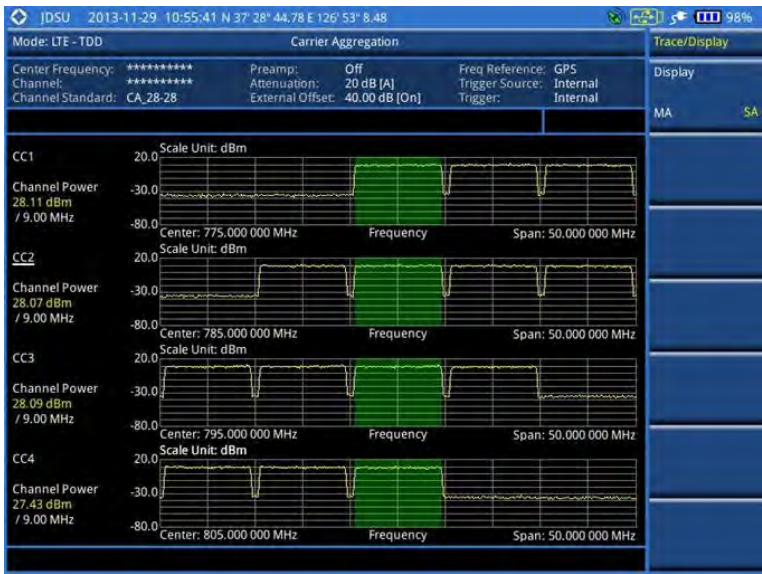 JDSU 2013-11-29 10:55:41 N 37' 28" 44.78 E 126' 53" 8.48 98%
Mode: LTE - TDD Carrier Aggregation Trace/Display
Center Frequency: ********** Preamp: Off Freq Reference: GPS
Channel: ********** Attenuation: 20 dB [A] Trigger Source: Internal
Channel Standard: CA_28-28 External Offset: 40.00 dB [On] Trigger: Internal
Display
MA SA
CC1
Channel Power
28.11 dBm
/ 9.00 MHz
Scale Unit: dBm
20.0
-30.0
-80.0
Center: 775.000 000 MHz Frequency Span: 50.000 000 MHz
CC2
Channel Power
28.07 dBm
/ 9.00 MHz
Scale Unit: dBm
20.0
-30.0
-80.0
Center: 785.000 000 MHz Frequency Span: 50.000 000 MHz
CC3
Channel Power
28.09 dBm
/ 9.00 MHz
Scale Unit: dBm
20.0
-30.0
-80.0
Center: 795.000 000 MHz Frequency Span: 50.000 000 MHz
CC4
Channel Power
27.43 dBm
/ 9.00 MHz
Scale Unit: dBm
20.0
-30.0
-80.0
Center: 805.000 000 MHz Frequency Span: 50.000 000 MHz